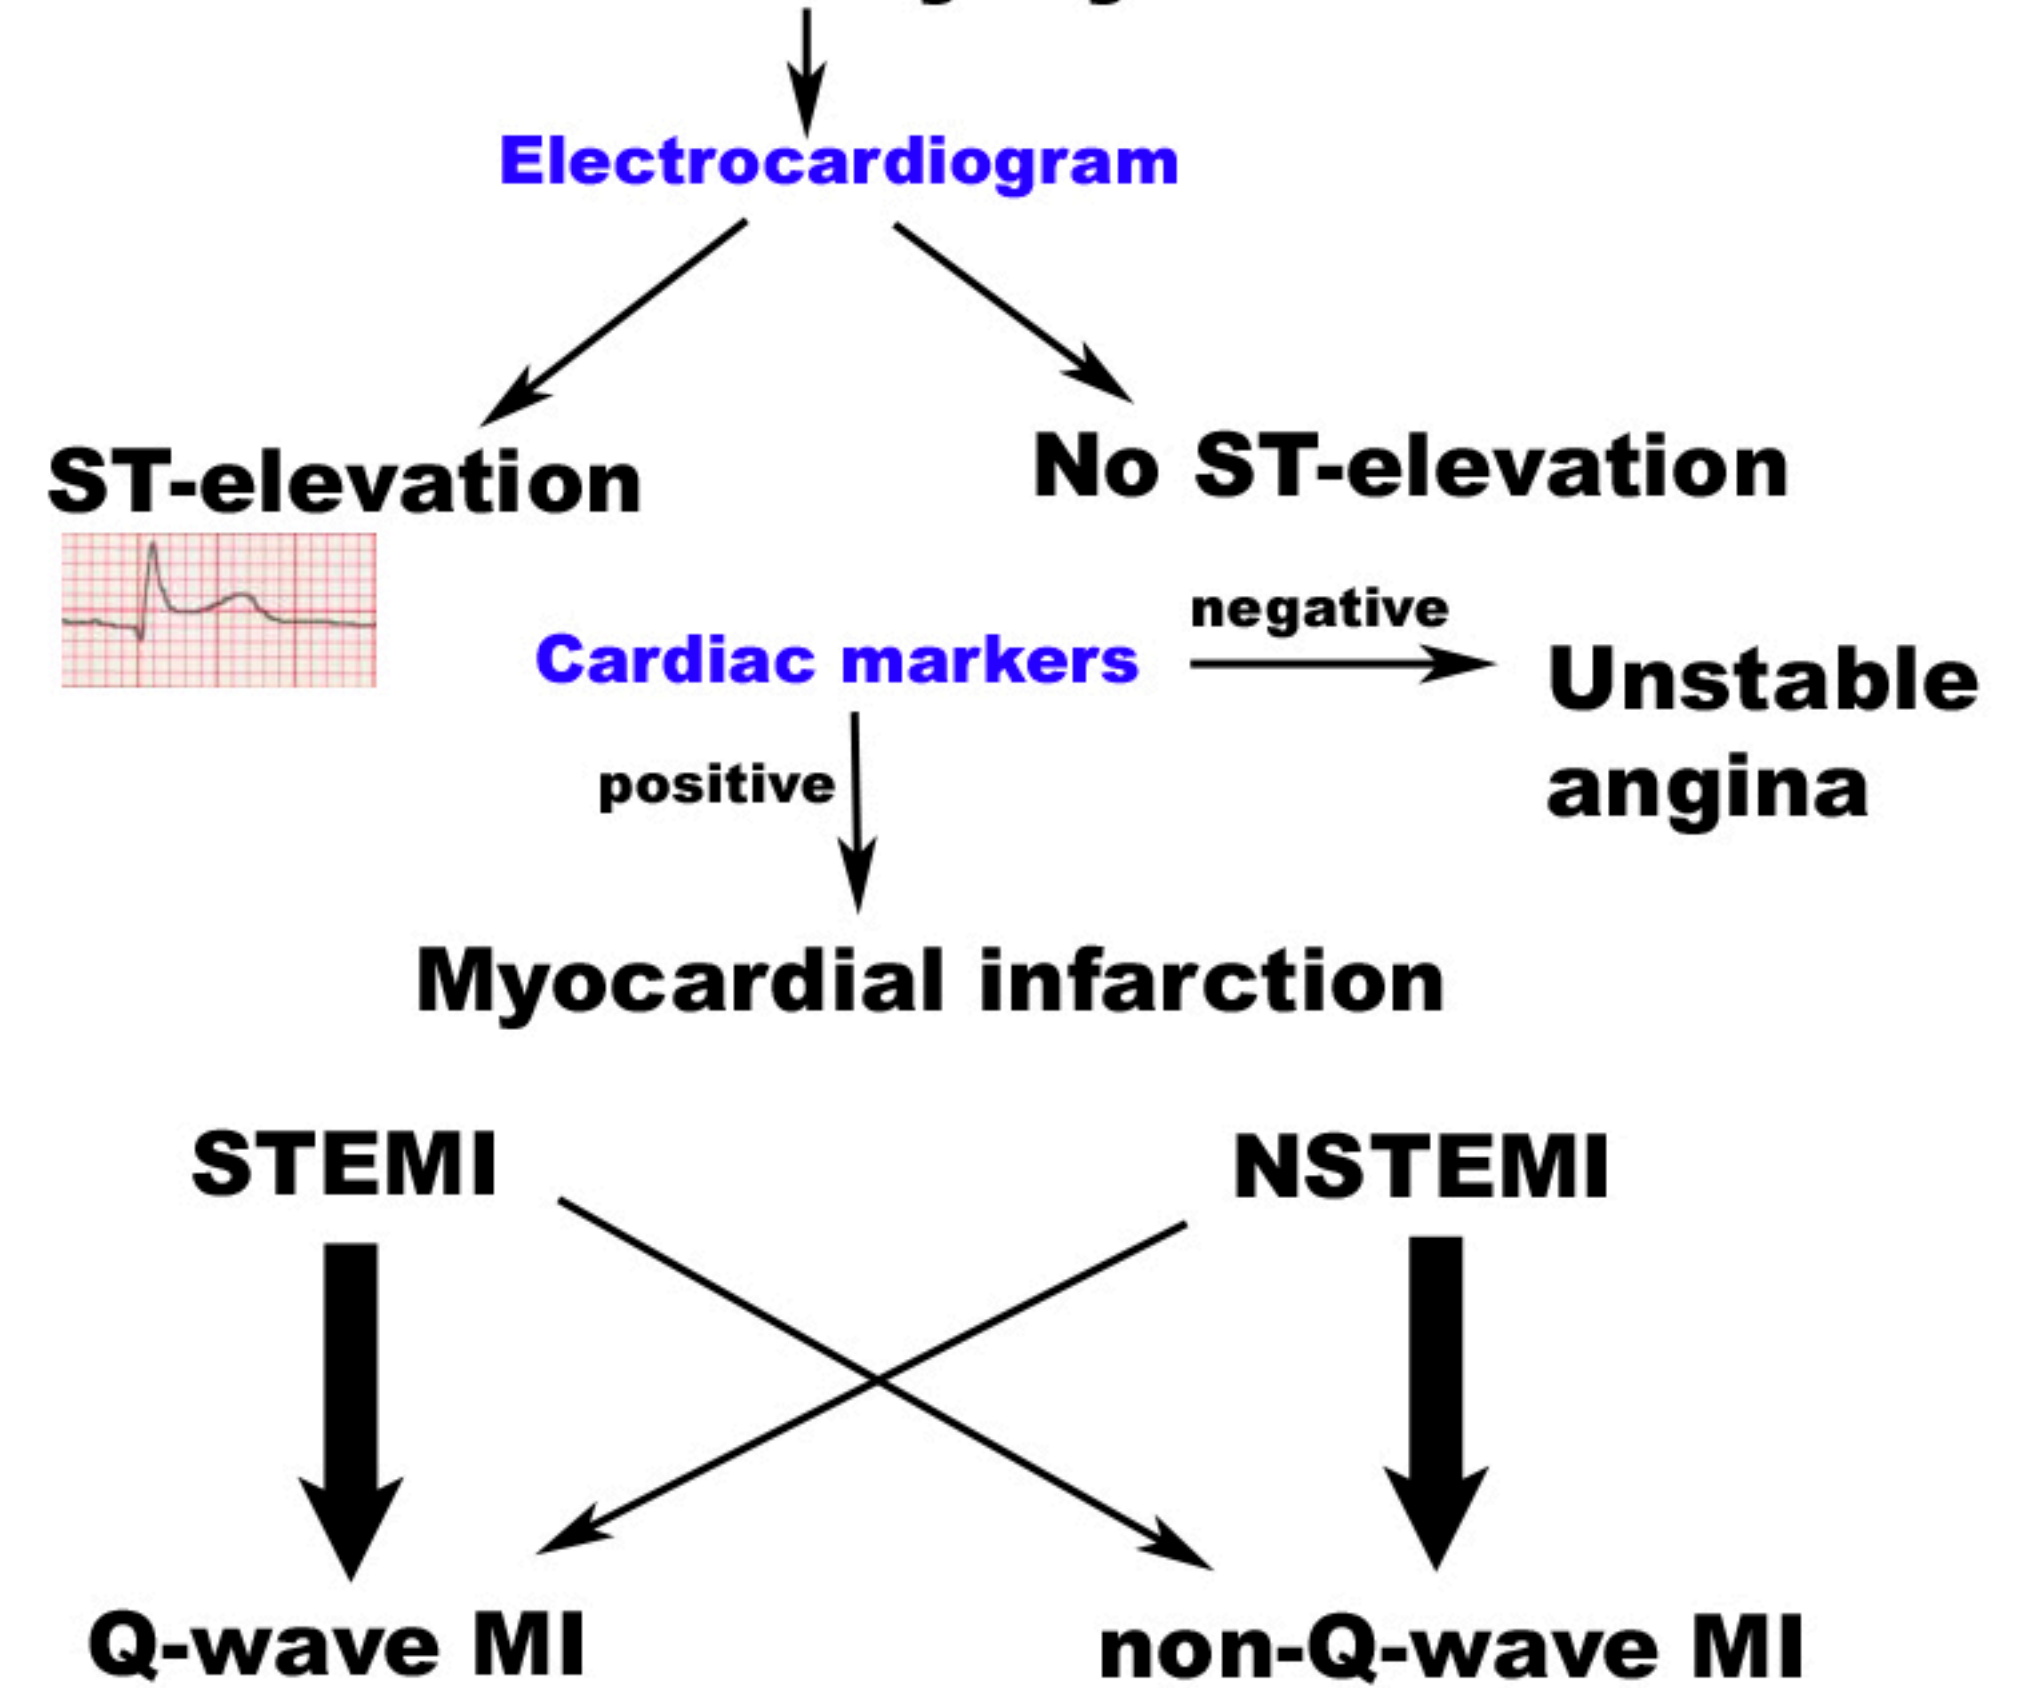 Electrocardiogram
ST-elevation
No ST-elevation
negative
Cardiac markers
Unstable
angina
positive
Myocardial infarction
STEMI
NSTEMI
Q-wave MI
non-Q-wave MI